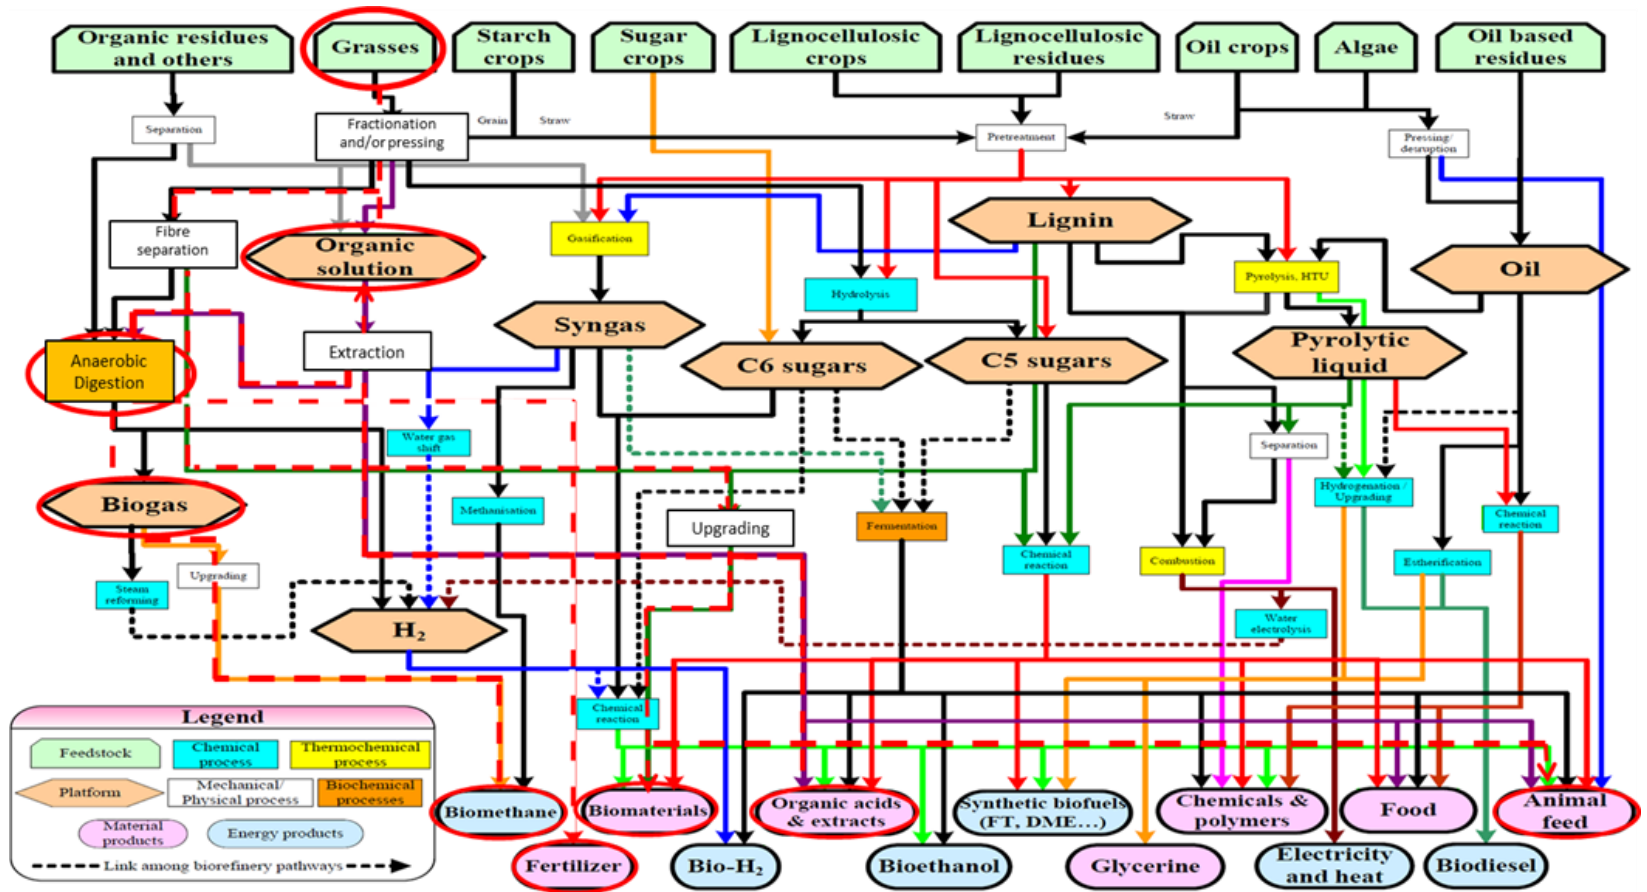 Organic residues
and others
Grasses
Starch
crops
Sugar
crops
Lignocellulosic
crops
Lignocellulosic
residues
Oil crops
Algae
Oil based
residues
Separation
Fractionation
and/or pressing
Grain
Straw
Pretreatment
Straw
Pressing/
desruption
Fibre
separation
Organic
solution
Gasification
Lignin
Hydrolysis
Pyrolysis, HTU
Oil
Syngas
Anaerobic
Digestion
Extraction
C6 sugars
C5 sugars
Pyrolytic
liquid
Water gas
shift
Separation
Biogas
Methanisation
Upgrading
Fermentation
Hydrogenation /
Upgrading
Chemical
reaction
Chemical
reaction
Combustion
Estherification
Steam
reforming
Upgrading
H₂
Water
electrolysis
Chemical
reaction
Legend
Feedstock
Chemical
process
Thermochemical
process
Platform
Mechanical/
Physical process
Biochemical
processes
Material
products
Energy products
Link among biorefinery pathways
Biomethane
Biomaterials
Organic acids
& extracts
Synthetic biofuels
(FT, DME...)
Chemicals &
polymers
Food
Animal
feed
Fertilizer
Bio-H₂
Bioethanol
Glycerine
Electricity
and heat
Biodiesel